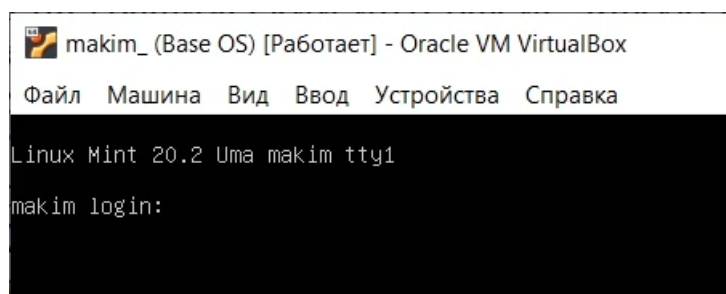 makim_ (Base OS) [Работает] - Oracle VM VirtualBox
Файл Машина Вид Ввод Устройства Справка
Linux Mint 20.2 Uma makim tty1
makim login: